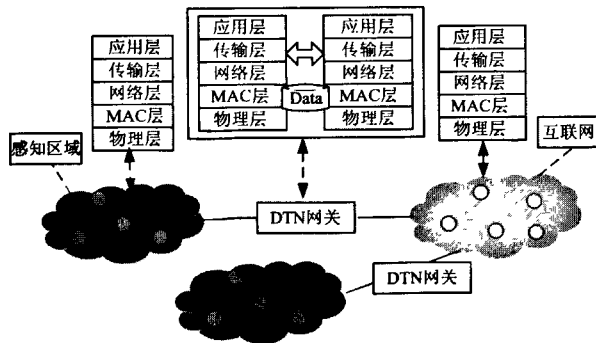 应用层
传输层
网络层
MAC层
物理层
应用层
传输层
网络层
MAC层
物理层
Data
应用层
传输层
网络层
MAC层
物理层
应用层
传输层
网络层
MAC层
物理层
感知区域
互联网
DTN网关
DTN网关